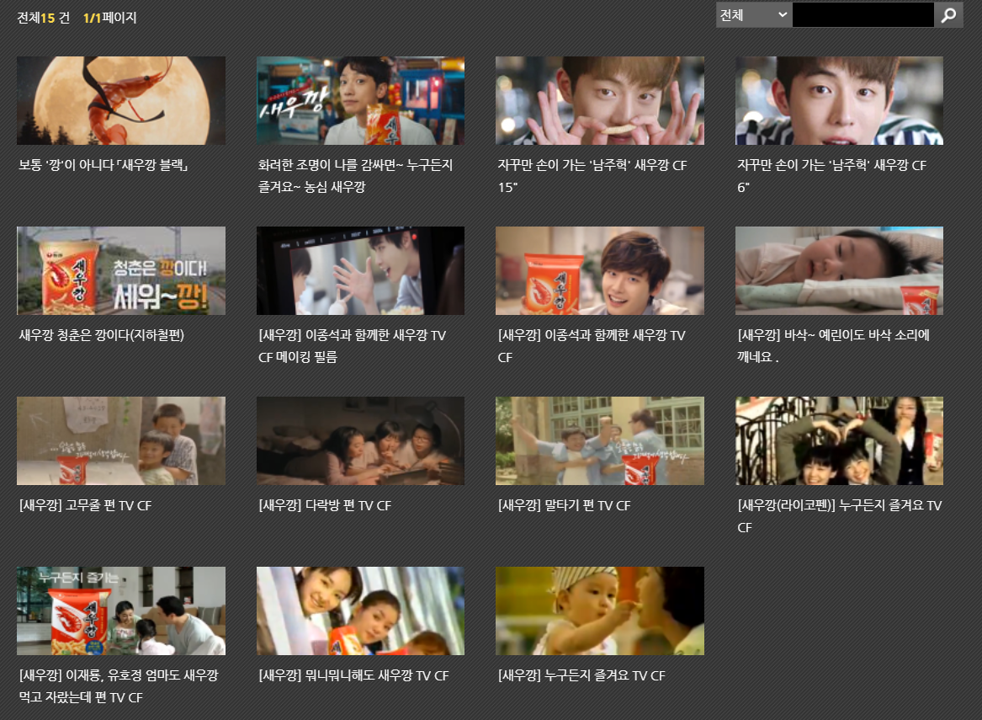 전체15 건 1/1페이지
전체
새우깡
보통 '깡'이 아니다 「새우깡 블랙」
화려한 조명이 나를 감싸면~ 누구든지
즐겨요~ 농심 새우깡
자꾸만 손이 가는 '남주혁' 새우깡 CF
15"
자꾸만 손이 가는 '남주혁' 새우깡 CF
6"
새우깡
청춘은 깡이다!
세워~깡!
새우깡
새우깡 청춘은 깡이다(지하철편)
[새우깡] 이종석과 함께한 새우깡 TV
CF 메이킹 필름
[새우깡] 이종석과 함께한 새우깡 TV
CF
[새우깡] 바삭~ 예린이도 바삭 소리에
깨네요 .
[새우깡] 고무줄 편 TV CF
[새우깡] 다락방 편 TV CF
[새우깡] 말타기 편 TV CF
[새우깡(라이코펜)] 누구든지 즐겨요 TV
CF
누구든지 즐기는
새우깡
[새우깡] 이재룡, 유호정 엄마도 새우깡
먹고 자랐는데 편 TV CF
[새우깡] 뭐니뭐니해도 새우깡 TV CF
[새우깡] 누구든지 즐겨요 TV CF